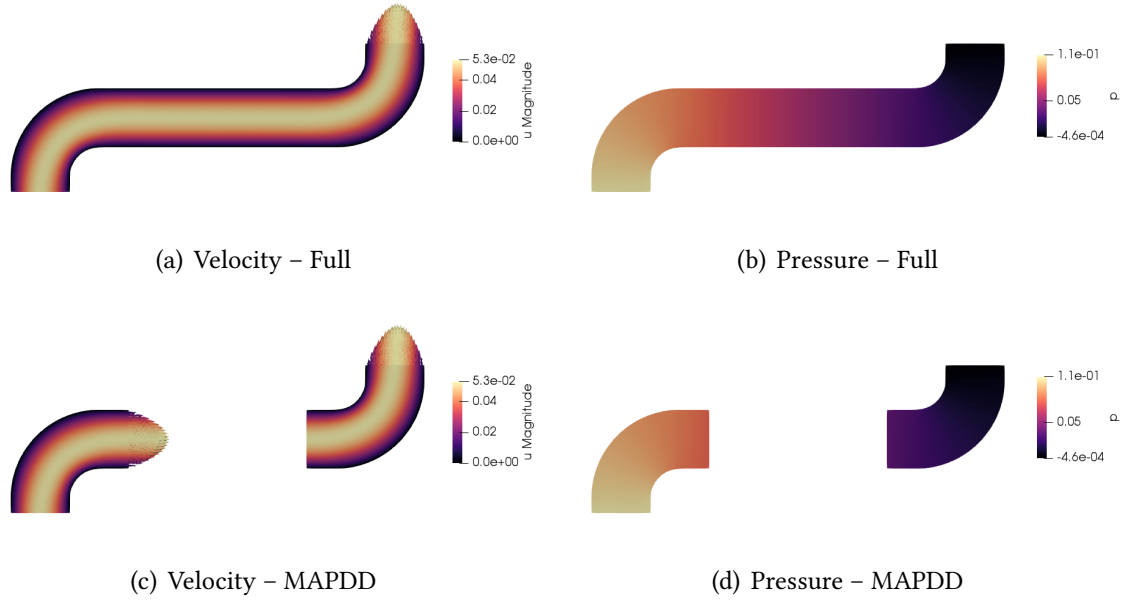 5.3e-02
0.04
0.02
0.0e+00
u Magnitude
1.1e-01
0.05
-4.6e-04
p
(a) Velocity – Full
(b) Pressure – Full
5.3e-02
0.04
0.02
0.0e+00
u Magnitude
1.1e-01
0.05
-4.6e-04
p
(c) Velocity – MAPDD
(d) Pressure – MAPDD